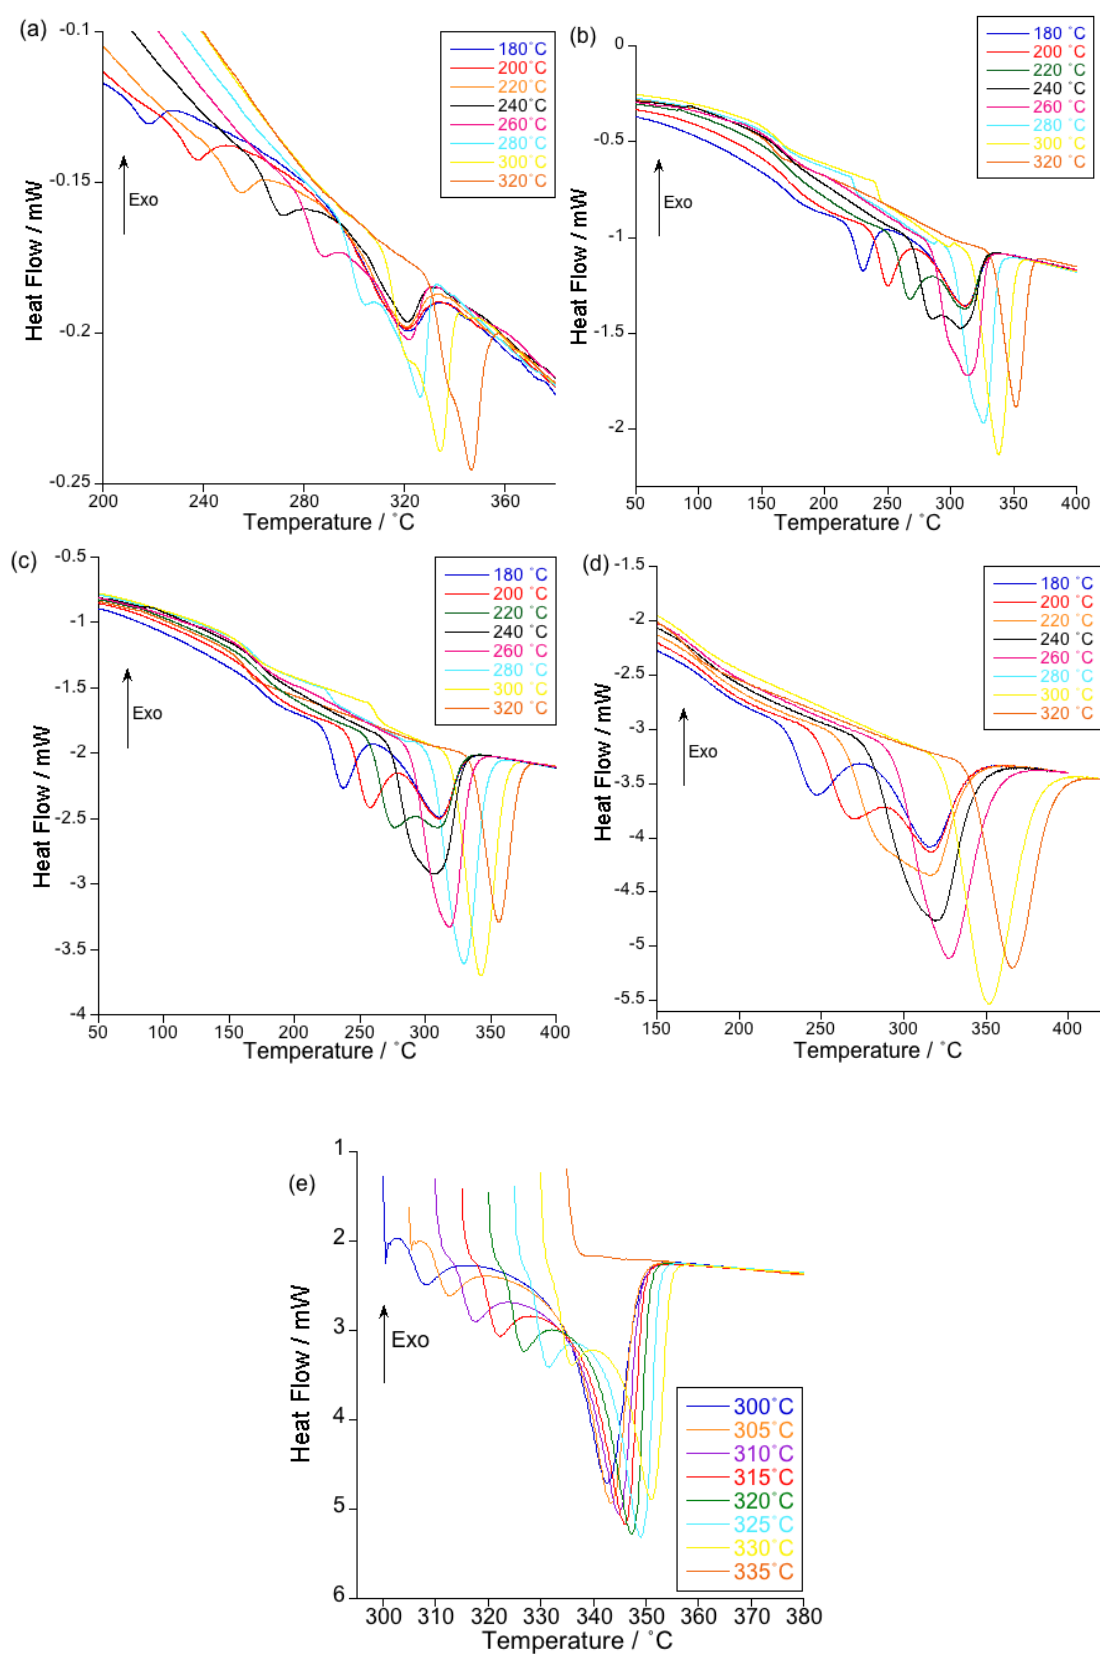 (a)
-0.1
-0.15
-0.2
-0.25
Heat Flow / mW
Exo
180˚C
200˚C
220˚C
240˚C
260˚C
280˚C
300˚C
320˚C
200 240 280 320 360
Temperature / ˚C
(b)
0
-0.5
-1
-1.5
-2
Heat Flow / mW
Exo
180 ˚C
200 ˚C
220 ˚C
240 ˚C
260 ˚C
280 ˚C
300 ˚C
320 ˚C
50 100 150 200 250 300 350 400
Temperature / ˚C
(c)
-0.5
-1
-1.5
-2
-2.5
-3
-3.5
-4
Heat Flow / mW
Exo
180 ˚C
200 ˚C
220 ˚C
240 ˚C
260 ˚C
280 ˚C
300 ˚C
320 ˚C
50 100 150 200 250 300 350 400
Temperature / ˚C
(d)
-1.5
-2
-2.5
-3
-3.5
-4
-4.5
-5
-5.5
Heat Flow / mW
Exo
180 ˚C
200 ˚C
220 ˚C
240 ˚C
260 ˚C
280 ˚C
300 ˚C
320 ˚C
150 200 250 300 350 400
Temperature / ˚C
(e)
1
2
3
4
5
6
Heat Flow / mW
Exo
300˚C
305˚C
310˚C
315˚C
320˚C
325˚C
330˚C
335˚C
300 310 320 330 340 350 360 370 380
Temperature / ˚C